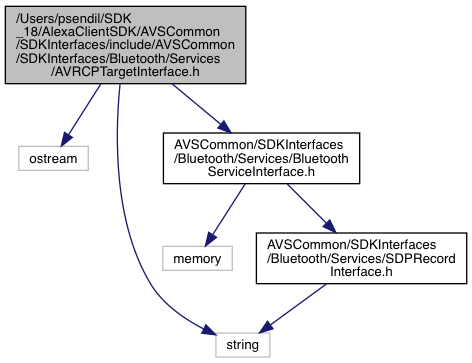 /Users/psendil/SDK
_18/AlexaClientSDK/AVSCommon
/SDKInterfaces/include/AVSCommon
/SDKInterfaces/Bluetooth/Services
/AVRCPTargetInterface.h
AVSCommon/SDKInterfaces
/Bluetooth/Services/Bluetooth
ServiceInterface.h
ostream
AVSCommon/SDKInterfaces
/Bluetooth/Services/SDPRecord
Interface.h
memory
string